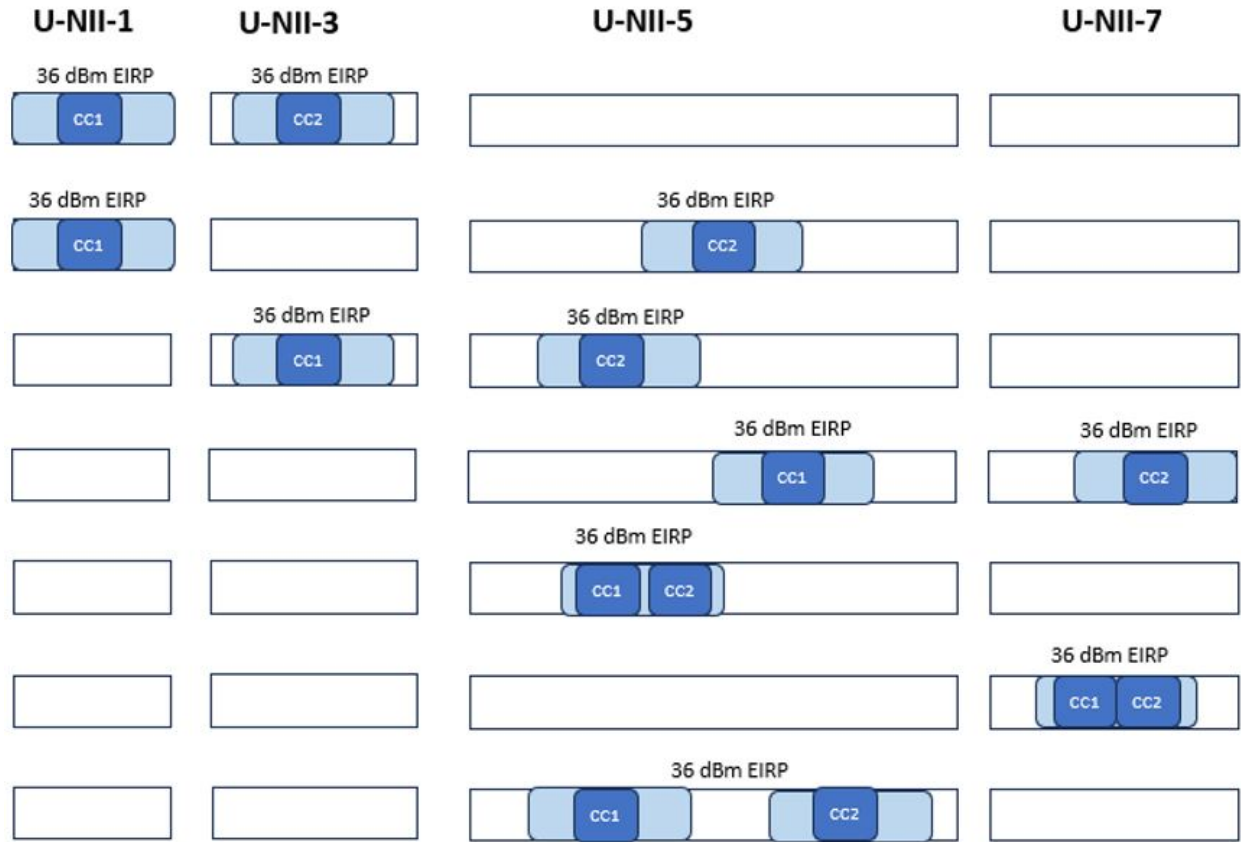 U-NII-1 U-NII-3 U-NII-5 U-NII-7
36 dBm EIRP 36 dBm EIRP
CC1 CC2
36 dBm EIRP 36 dBm EIRP
CC1 CC2
36 dBm EIRP 36 dBm EIRP
CC1 CC2
36 dBm EIRP 36 dBm EIRP
CC1 CC2
36 dBm EIRP
CC1 CC2
36 dBm EIRP
CC1 CC2
36 dBm EIRP
CC1 CC2